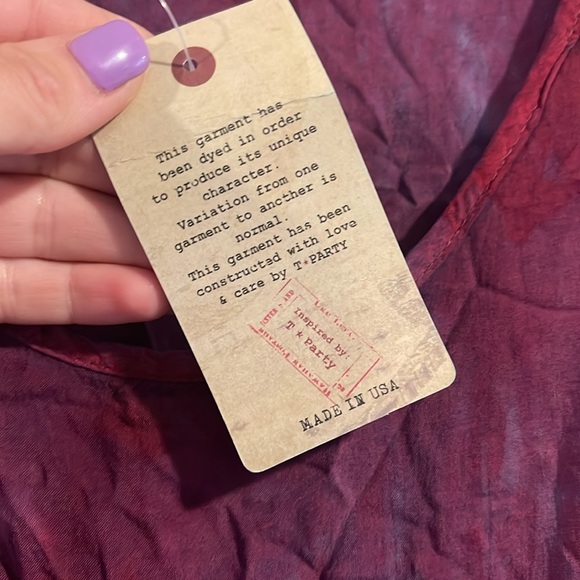 This garment has
been dyed in order
to produce its unique
character.
Variation from one
garment to another is
normal.
This garment has been
constructed with love
& care by T★PARTY
inspired by:
T ★ Party
MADE IN USA